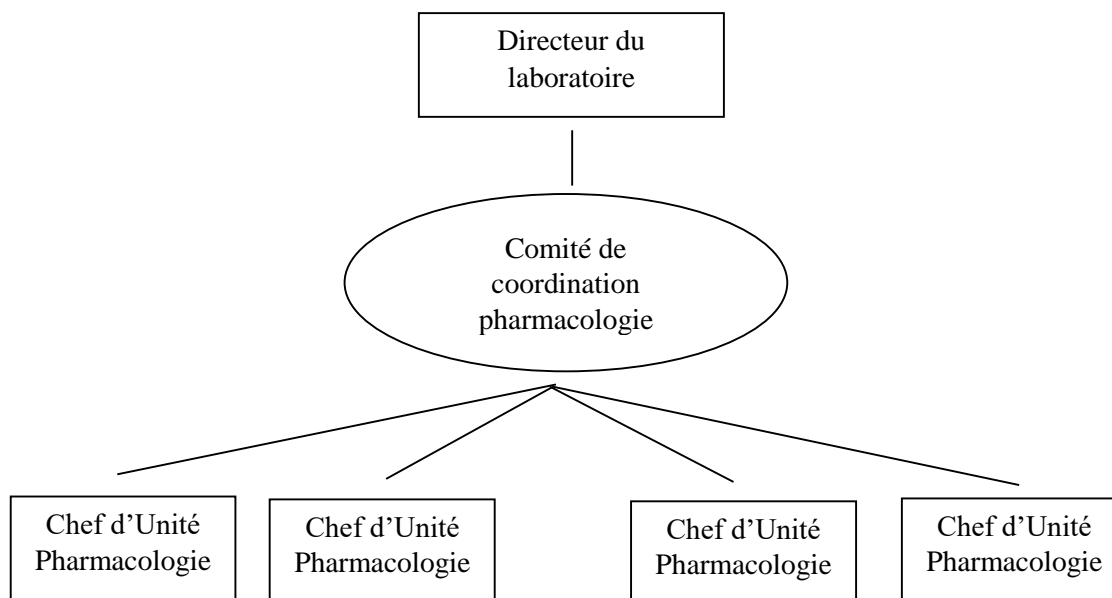 Directeur du
laboratoire
Comité de
coordination
pharmacologie
Chef d’Unité
Pharmacologie
Chef d’Unité
Pharmacologie
Chef d’Unité
Pharmacologie
Chef d’Unité
Pharmacologie